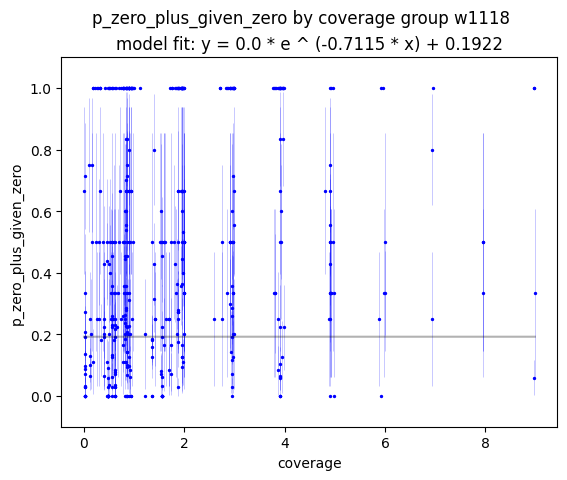 p_zero_plus_given_zero by coverage group w1118
model fit: y = 0.0 * e ^ (-0.7115 * x) + 0.1922
1.0
0.8
0.6
0.4
0.2
0.0
p_zero_plus_given_zero
0
2
4
6
8
coverage